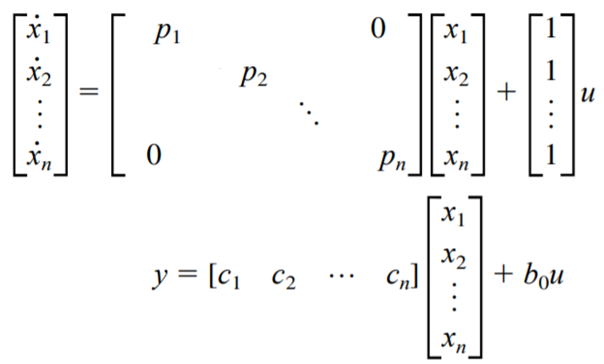 [ẋ₁ ẋ₂ ⋮ ẋₙ] = [p₁ 0 p₂ ⋱ 0 pₙ] [x₁ x₂ ⋮ xₙ] + [1 1 ⋮ 1] u
y = [c₁ c₂ ⋯ cₙ] [x₁ x₂ ⋮ xₙ] + b₀u